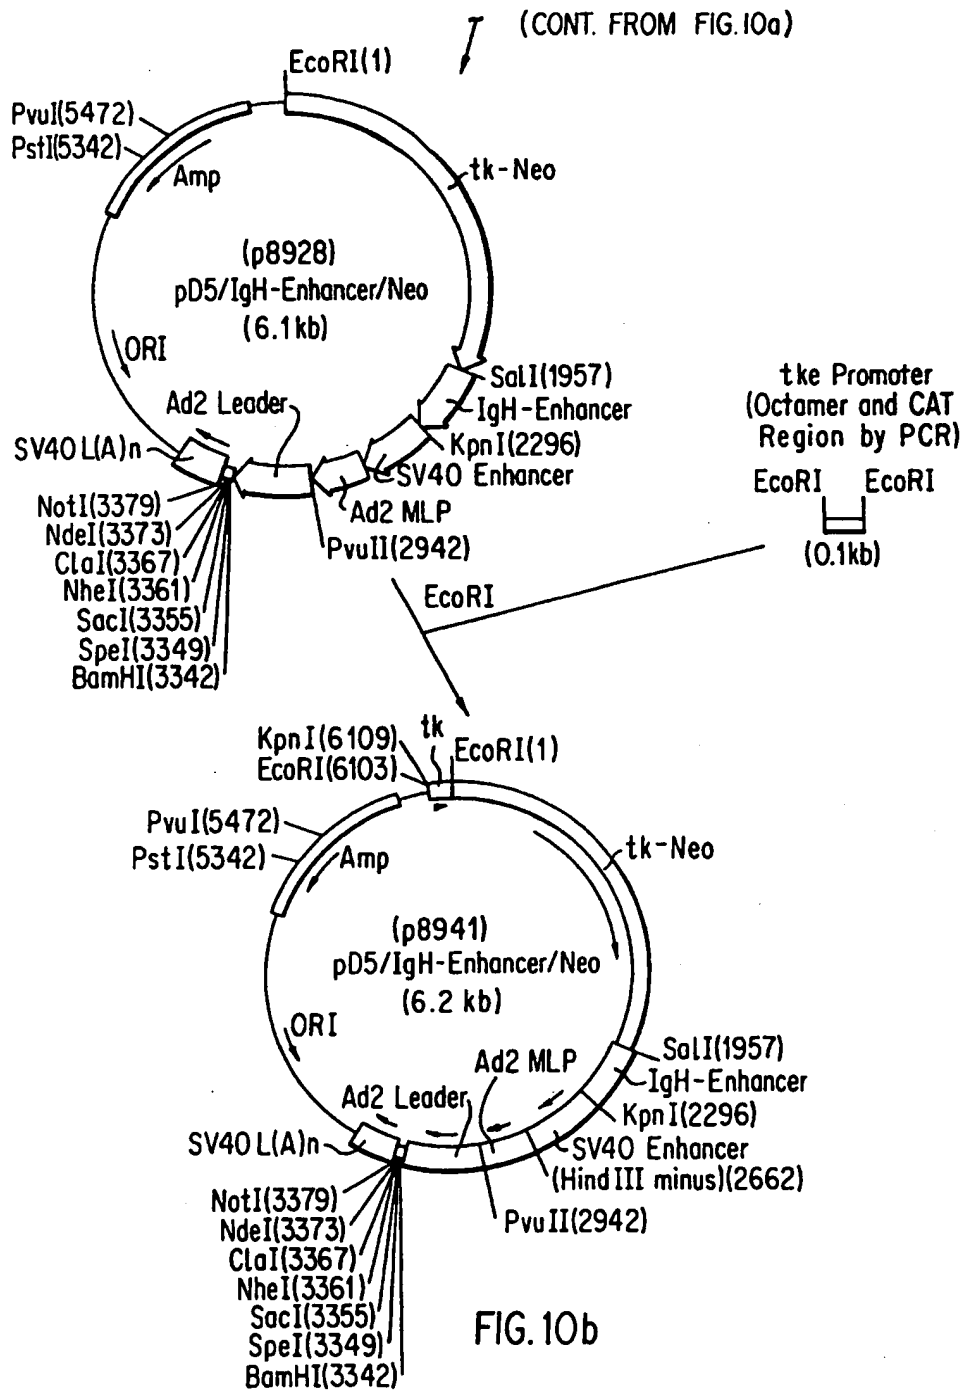 (CONT. FROM FIG.10a)
EcoRI(1)
PvuI(5472)
PstI(5342)
Amp
tk-Neo
(p8928)
pD5/IgH-Enhancer/Neo
(6.1kb)
ORI
SalI(1957)
IgH-Enhancer
KpnI(2296)
SV40 Enhancer
Ad2 Leader
Ad2 MLP
PvuII(2942)
SV40 L(A)n
NotI(3379)
NdeI(3373)
ClaI(3367)
NheI(3361)
SacI(3355)
SpeI(3349)
BamHI(3342)
tke Promoter
(Octamer and CAT
Region by PCR)
EcoRI EcoRI
(0.1kb)
EcoRI
tk
KpnI(6109)
EcoRI(6103)
EcoRI(1)
PvuI(5472)
PstI(5342)
Amp
tk-Neo
(p8941)
pD5/IgH-Enhancer/Neo
(6.2 kb)
ORI
SalI(1957)
IgH-Enhancer
KpnI(2296)
SV40 Enhancer
(Hind III minus)(2662)
Ad2 MLP
Ad2 Leader
PvuII(2942)
SV40 L(A)n
NotI(3379)
NdeI(3373)
ClaI(3367)
NheI(3361)
SacI(3355)
SpeI(3349)
BamHI(3342)
FIG. 10b